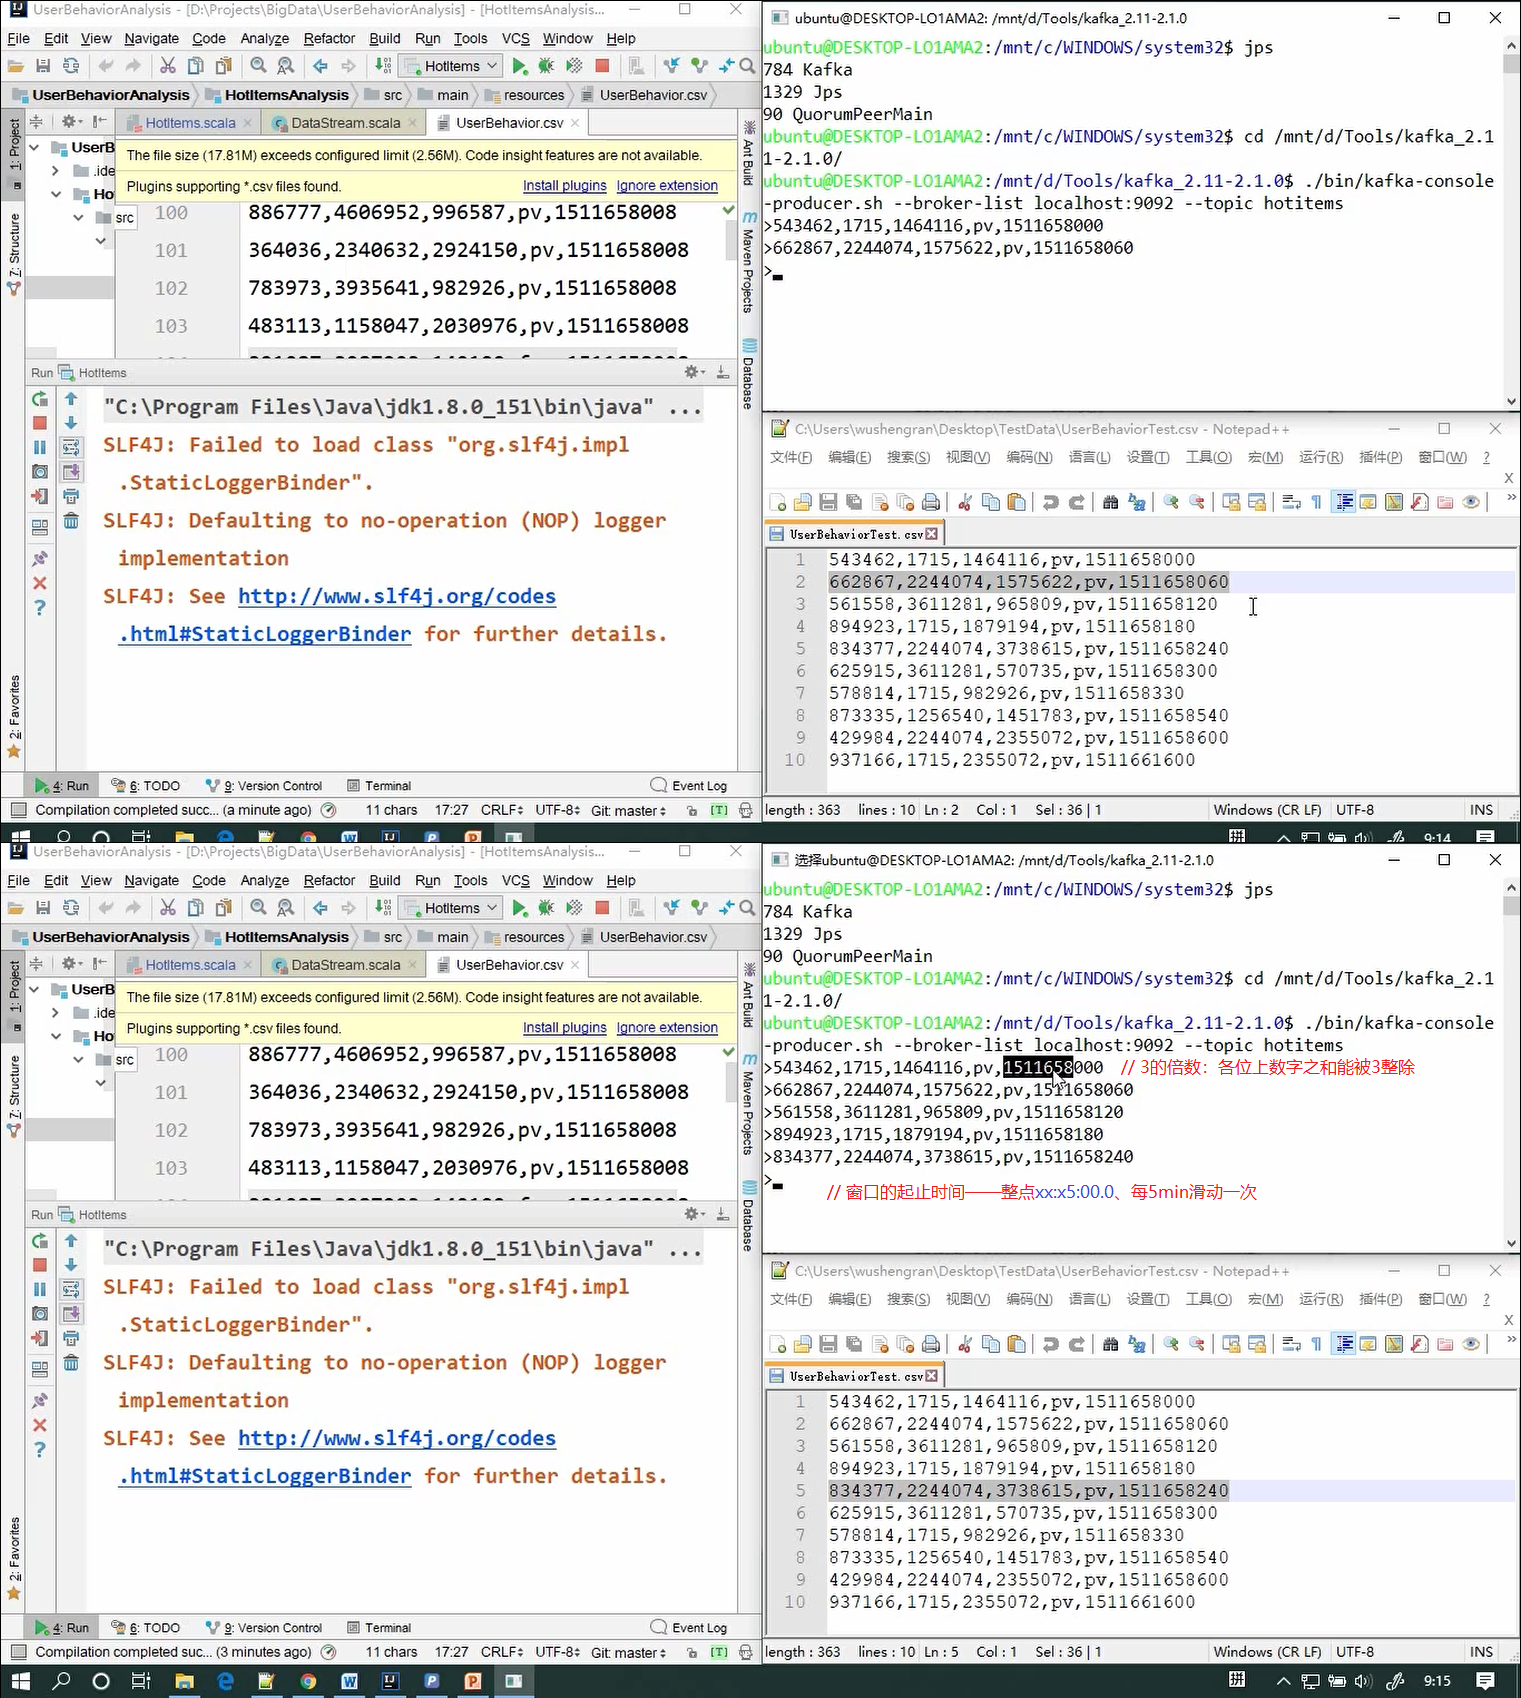 UserBehaviorAnalysis - [D:\Projects\BigData\UserBehaviorAnalysis] - [HotItemsAnalysis...
File Edit View Navigate Code Analyze Refactor Build Run Tools VCS Window Help
HotItems
UserBehaviorAnalysis HotItemsAnalysis src main resources UserBehavior.csv
HotItems.scala DataStream.scala UserBehavior.csv
1: Project
7: Structure
2: Favorites
UserB
.ide
Hot
src
The file size (17.81M) exceeds configured limit (2.56M). Code insight features are not available.
Plugins supporting *.csv files found. Install plugins Ignore extension
100 886777,4606952,996587,pv,1511658008
101 364036,2340632,2924150,pv,1511658008
102 783973,3935641,982926,pv,1511658008
103 483113,1158047,2030976,pv,1511658008
Ant Build
Maven Projects
Database
Run HotItems
"C:\Program Files\Java\jdk1.8.0_151\bin\java" ...
SLF4J: Failed to load class "org.slf4j.impl
.StaticLoggerBinder".
SLF4J: Defaulting to no-operation (NOP) logger
implementation
SLF4J: See http://www.slf4j.org/codes
.html#StaticLoggerBinder for further details.
4: Run 6: TODO 9: Version Control Terminal Event Log
Compilation completed succ... (a minute ago) 11 chars 17:27 CRLF UTF-8 Git: master [T]
ubuntu@DESKTOP-LO1AMA2: /mnt/d/Tools/kafka_2.11-2.1.0
ubuntu@DESKTOP-LO1AMA2:/mnt/c/WINDOWS/system32$ jps
784 Kafka
1329 Jps
90 QuorumPeerMain
ubuntu@DESKTOP-LO1AMA2:/mnt/c/WINDOWS/system32$ cd /mnt/d/Tools/kafka_2.1
1-2.1.0/
ubuntu@DESKTOP-LO1AMA2:/mnt/d/Tools/kafka_2.11-2.1.0$ ./bin/kafka-console
-producer.sh --broker-list localhost:9092 --topic hotitems
>543462,1715,1464116,pv,1511658000
>662867,2244074,1575622,pv,1511658060
>
C:\Users\wushengran\Desktop\TestData\UserBehaviorTest.csv - Notepad++
文件(F) 编辑(E) 搜索(S) 视图(V) 编码(N) 语言(L) 设置(T) 工具(O) 宏(M) 运行(R) 插件(P) 窗口(W) ?
X
UserBehaviorTest.csv
1 543462,1715,1464116,pv,1511658000
2 662867,2244074,1575622,pv,1511658060
3 561558,3611281,965809,pv,1511658120
4 894923,1715,1879194,pv,1511658180
5 834377,2244074,3738615,pv,1511658240
6 625915,3611281,570735,pv,1511658300
7 578814,1715,982926,pv,1511658330
8 873335,1256540,1451783,pv,1511658540
9 429984,2244074,2355072,pv,1511658600
10 937166,1715,2355072,pv,1511661600
length : 363 lines : 10 Ln : 2 Col : 1 Sel : 36 | 1 Windows (CR LF) UTF-8 INS
拼 9:14
UserBehaviorAnalysis - [D:\Projects\BigData\UserBehaviorAnalysis] - [HotItemsAnalysis...
File Edit View Navigate Code Analyze Refactor Build Run Tools VCS Window Help
HotItems
UserBehaviorAnalysis HotItemsAnalysis src main resources UserBehavior.csv
HotItems.scala DataStream.scala UserBehavior.csv
1: Project
7: Structure
2: Favorites
UserB
.ide
Hot
src
The file size (17.81M) exceeds configured limit (2.56M). Code insight features are not available.
Plugins supporting *.csv files found. Install plugins Ignore extension
100 886777,4606952,996587,pv,1511658008
101 364036,2340632,2924150,pv,1511658008
102 783973,3935641,982926,pv,1511658008
103 483113,1158047,2030976,pv,1511658008
Ant Build
Maven Projects
Database
Run HotItems
"C:\Program Files\Java\jdk1.8.0_151\bin\java" ...
SLF4J: Failed to load class "org.slf4j.impl
.StaticLoggerBinder".
SLF4J: Defaulting to no-operation (NOP) logger
implementation
SLF4J: See http://www.slf4j.org/codes
.html#StaticLoggerBinder for further details.
4: Run 6: TODO 9: Version Control Terminal Event Log
Compilation completed suc... (3 minutes ago) 11 chars 17:27 CRLF UTF-8 Git: master [T]
选择ubuntu@DESKTOP-LO1AMA2: /mnt/d/Tools/kafka_2.11-2.1.0
ubuntu@DESKTOP-LO1AMA2:/mnt/c/WINDOWS/system32$ jps
784 Kafka
1329 Jps
90 QuorumPeerMain
ubuntu@DESKTOP-LO1AMA2:/mnt/c/WINDOWS/system32$ cd /mnt/d/Tools/kafka_2.1
1-2.1.0/
ubuntu@DESKTOP-LO1AMA2:/mnt/d/Tools/kafka_2.11-2.1.0$ ./bin/kafka-console
-producer.sh --broker-list localhost:9092 --topic hotitems
>543462,1715,1464116,pv,1511658000 // 3的倍数：各位上数字之和能被3整除
>662867,2244074,1575622,pv,1511658060
>561558,3611281,965809,pv,1511658120
>894923,1715,1879194,pv,1511658180
>834377,2244074,3738615,pv,1511658240
>
// 窗口的起止时间——整点xx:x5:00.0、每5min滑动一次
C:\Users\wushengran\Desktop\TestData\UserBehaviorTest.csv - Notepad++
文件(F) 编辑(E) 搜索(S) 视图(V) 编码(N) 语言(L) 设置(T) 工具(O) 宏(M) 运行(R) 插件(P) 窗口(W) ?
X
UserBehaviorTest.csv
1 543462,1715,1464116,pv,1511658000
2 662867,2244074,1575622,pv,1511658060
3 561558,3611281,965809,pv,1511658120
4 894923,1715,1879194,pv,1511658180
5 834377,2244074,3738615,pv,1511658240
6 625915,3611281,570735,pv,1511658300
7 578814,1715,982926,pv,1511658330
8 873335,1256540,1451783,pv,1511658540
9 429984,2244074,2355072,pv,1511658600
10 937166,1715,2355072,pv,1511661600
length : 363 lines : 10 Ln : 5 Col : 1 Sel : 36 | 1 Windows (CR LF) UTF-8 INS
拼 9:15